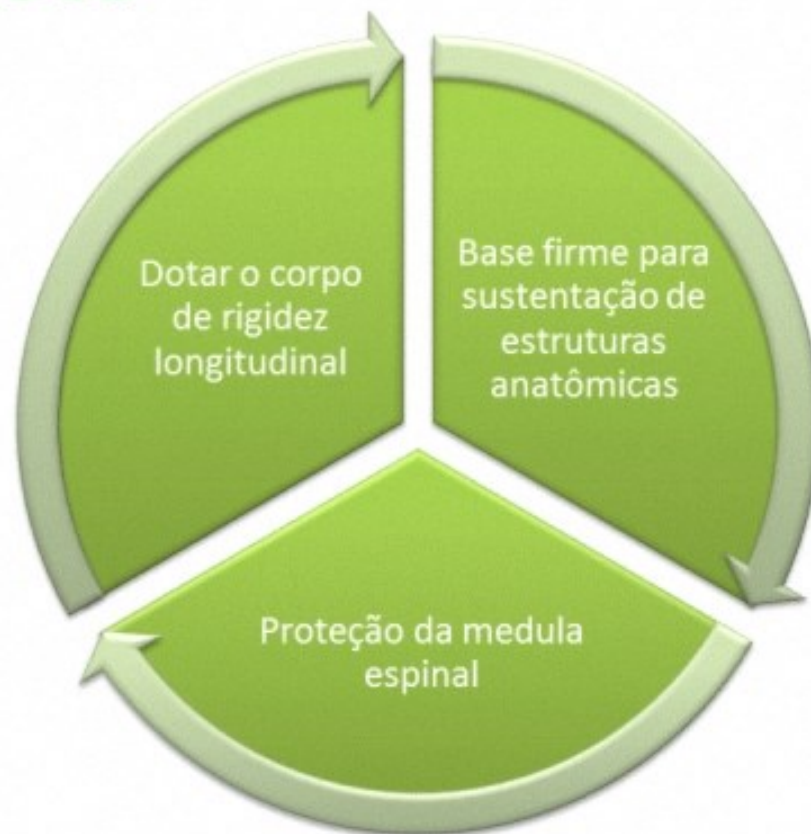 Dotar o corpo
de rigidez
longitudinal
Base firme para
sustentação de
estruturas
anatômicas
Proteção da medula
espinal